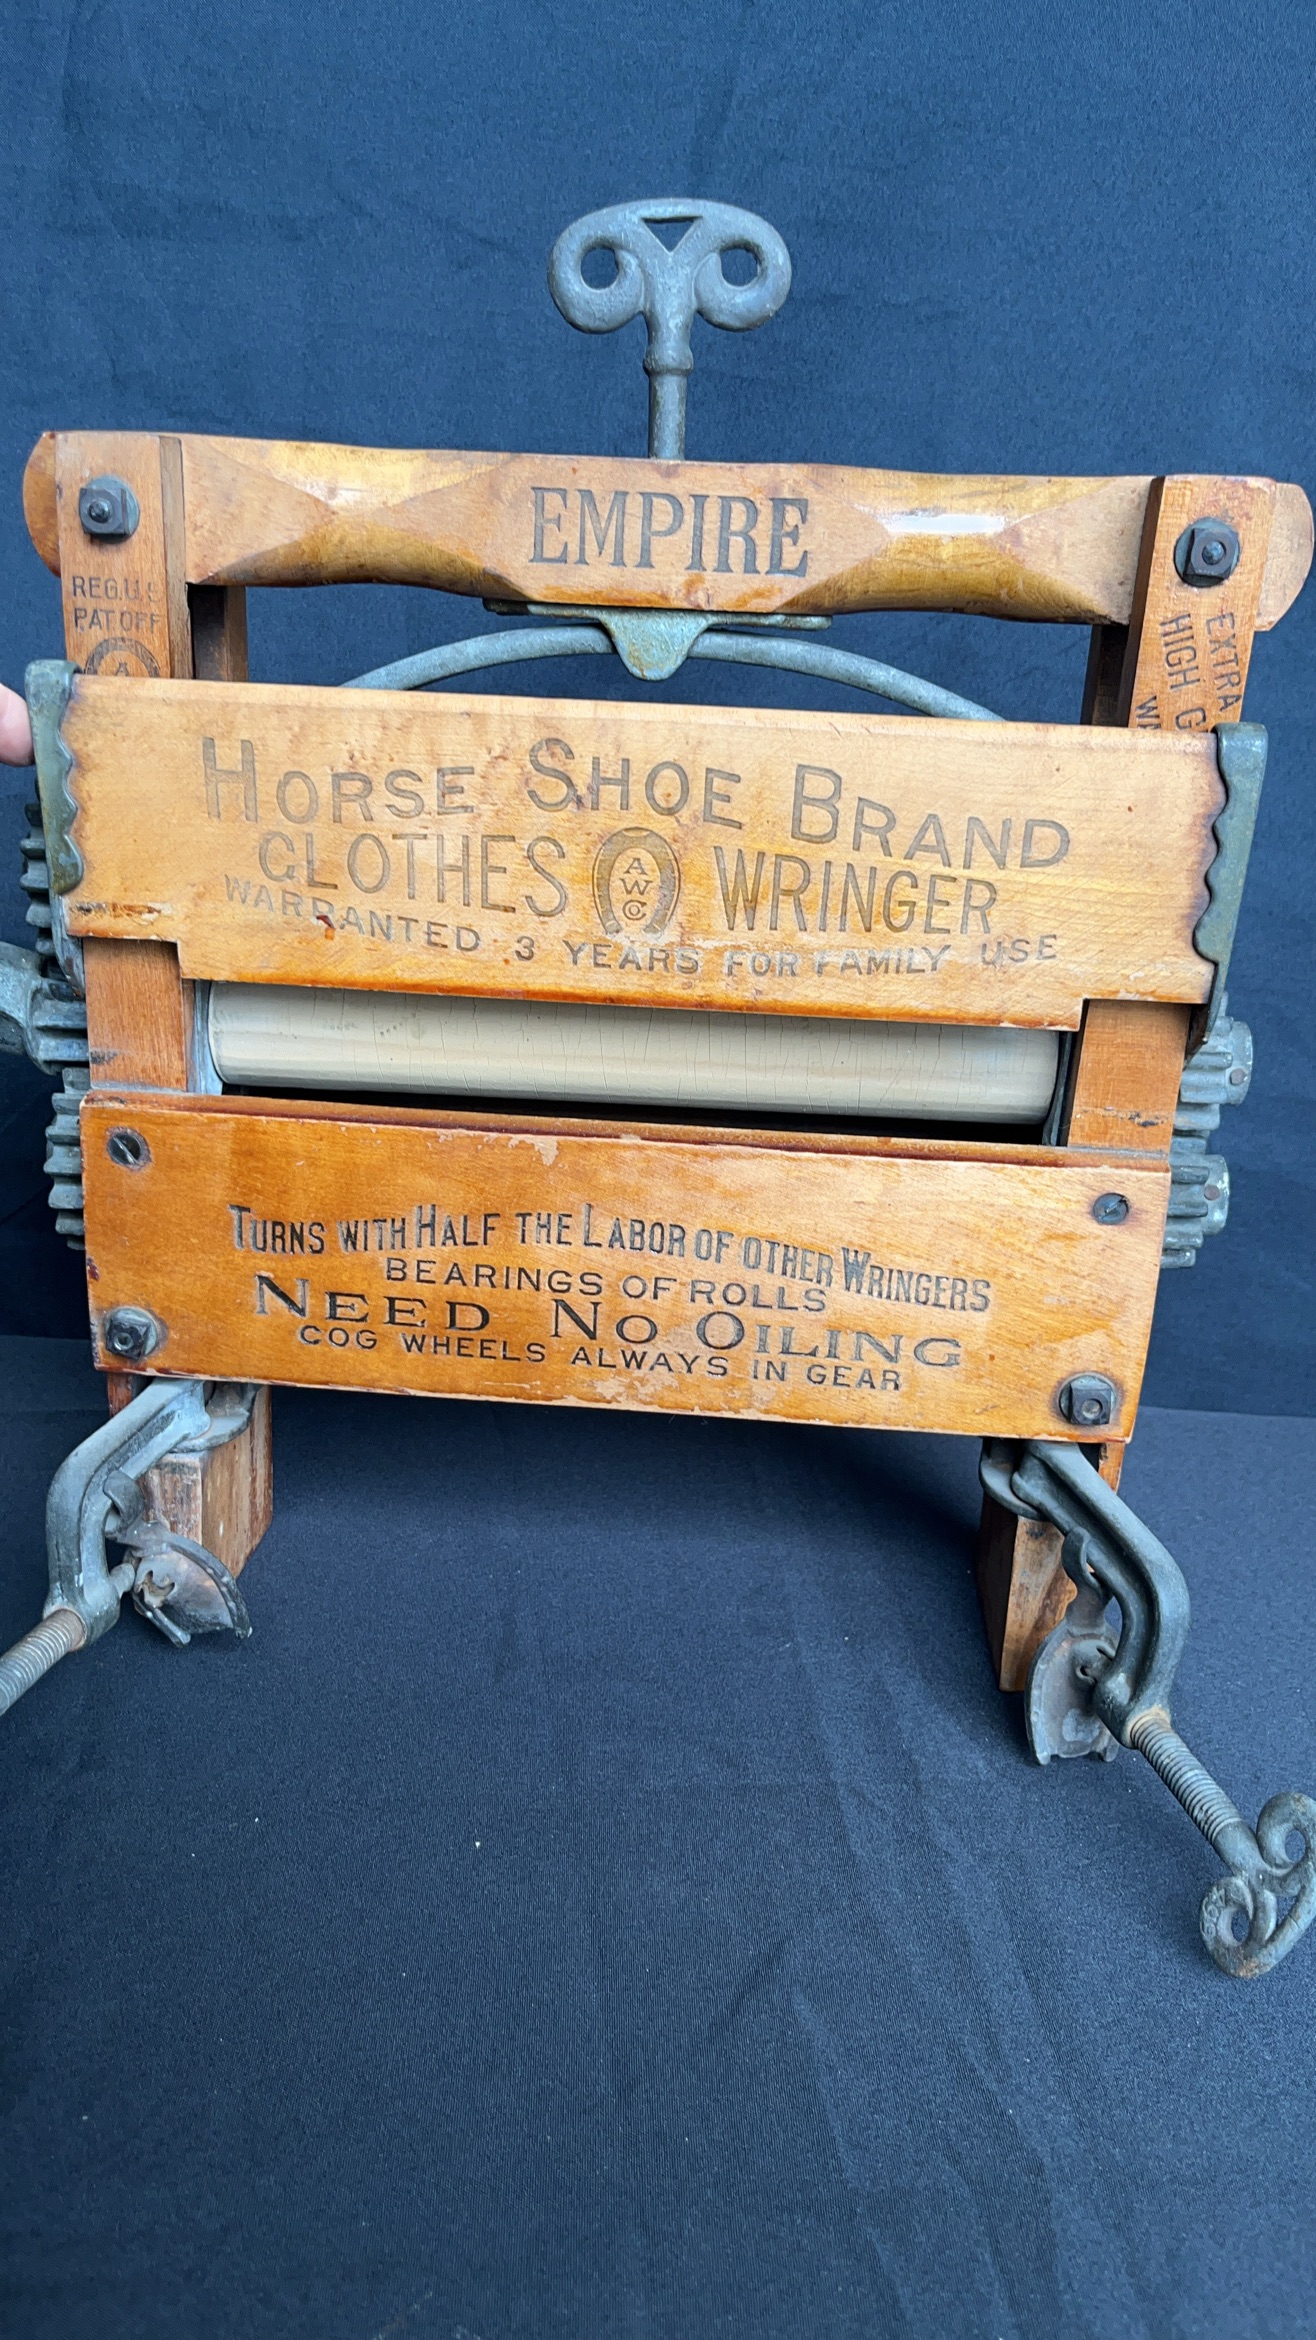 EMPIRE
REG. U.S
PAT OFF
A
EXTRA
HIGH G
HORSE SHOE BRAND
CLOTHES A W Co WRINGER
WARRANTED 3 YEARS FOR FAMILY USE
TURNS WITH HALF THE LABOR OF OTHER WRINGERS
BEARINGS OF ROLLS
NEED NO OILING
COG WHEELS ALWAYS IN GEAR